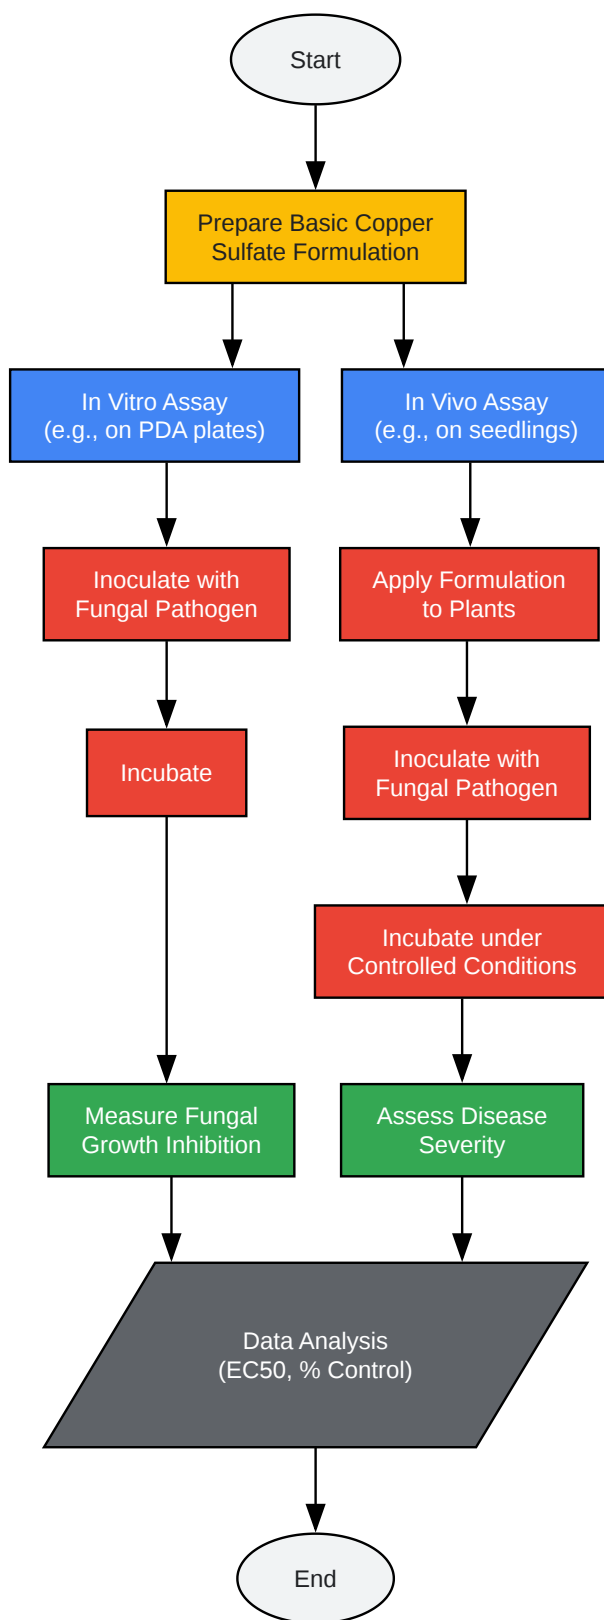 Start
Prepare Basic Copper
Sulfate Formulation
In Vitro Assay
(e.g., on PDA plates)
In Vivo Assay
(e.g., on seedlings)
Inoculate with
Fungal Pathogen
Apply Formulation
to Plants
Incubate
Inoculate with
Fungal Pathogen
Incubate under
Controlled Conditions
Measure Fungal
Growth Inhibition
Assess Disease
Severity
Data Analysis
(EC50, % Control)
End